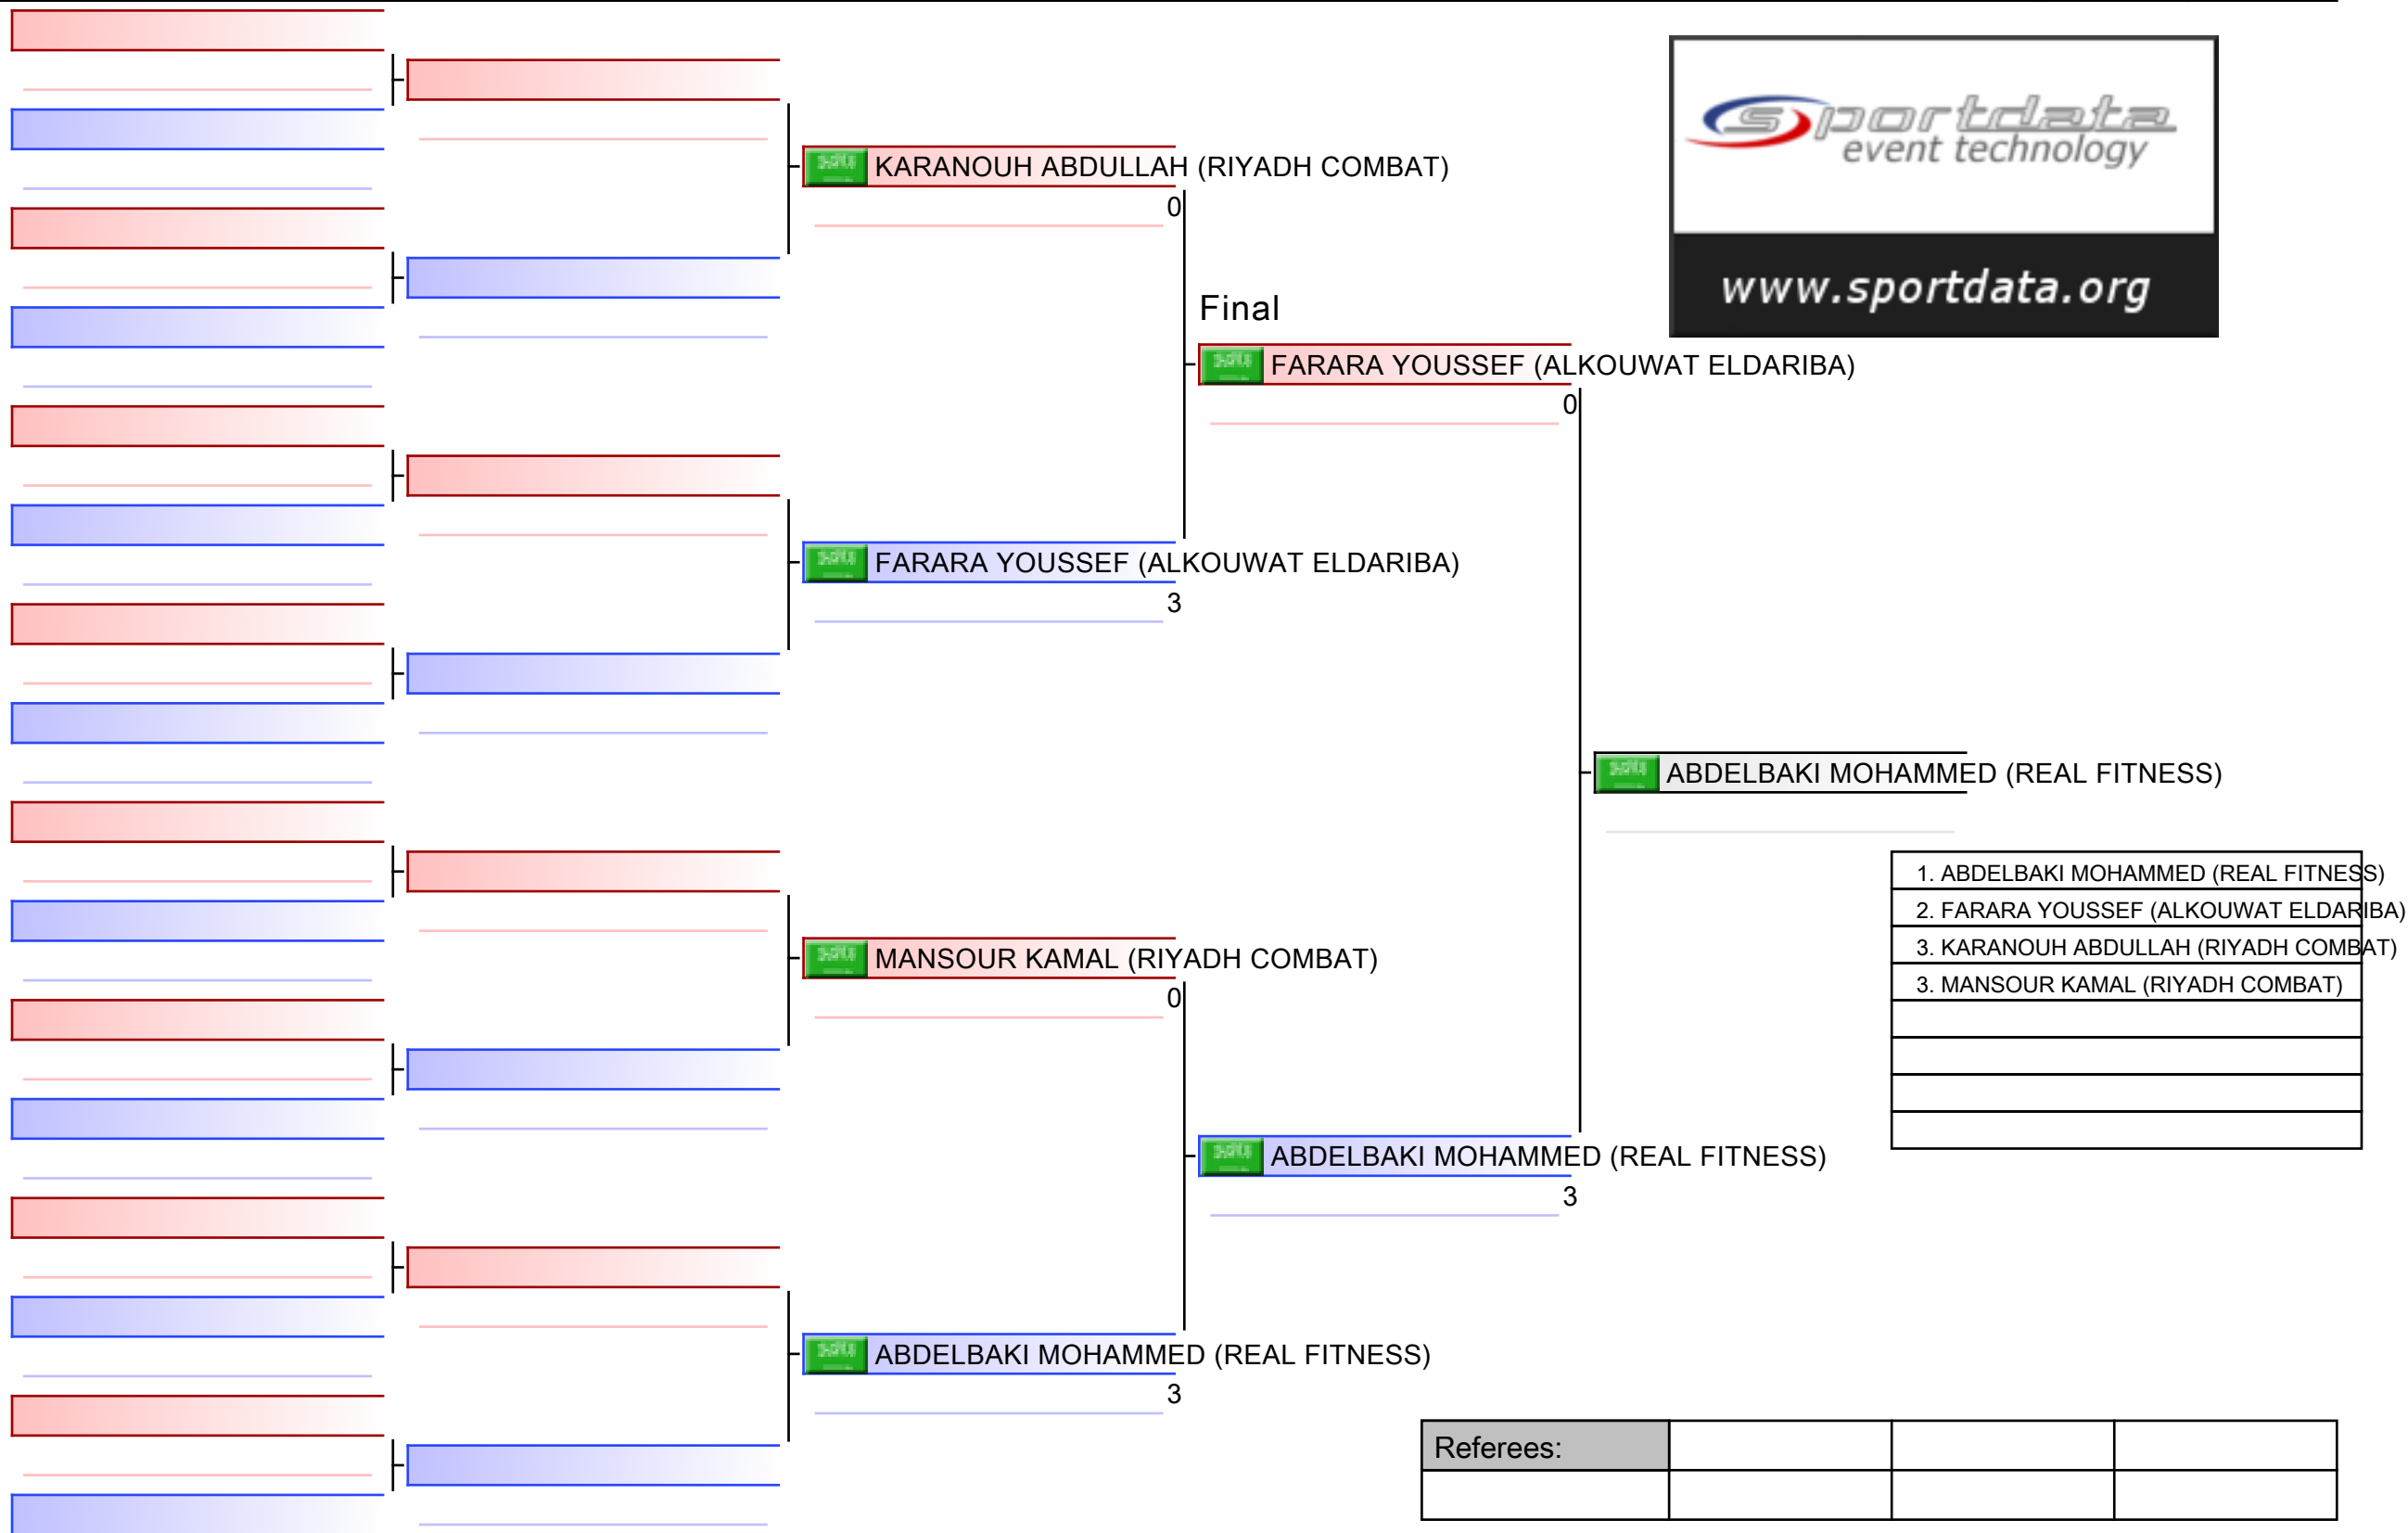 sportdata
event technology
www.sportdata.org
KARANOUH ABDULLAH (RIYADH COMBAT)
0
Final
FARARA YOUSSEF (ALKOUWAT ELDARIBA)
0
FARARA YOUSSEF (ALKOUWAT ELDARIBA)
3
ABDELBAKI MOHAMMED (REAL FITNESS)
1. ABDELBAKI MOHAMMED (REAL FITNESS)
2. FARARA YOUSSEF (ALKOUWAT ELDARIBA)
3. KARANOUH ABDULLAH (RIYADH COMBAT)
3. MANSOUR KAMAL (RIYADH COMBAT)
MANSOUR KAMAL (RIYADH COMBAT)
0
ABDELBAKI MOHAMMED (REAL FITNESS)
3
ABDELBAKI MOHAMMED (REAL FITNESS)
3
Referees: